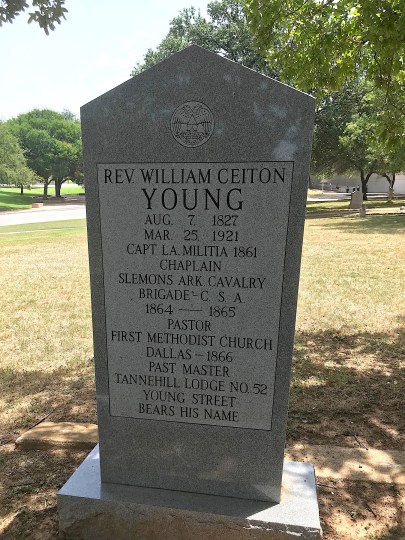 REV. WILLIAM CEITON
YOUNG
AUG. 7, 1827
MAR. 25, 1921
CAPT. LA. MILITIA 1861
CHAPLAIN
SLEMONS ARK. CAVALRY
BRIGADE - C. S. A
1864 — 1865
PASTOR
FIRST METHODIST CHURCH
DALLAS - 1866
PAST MASTER
TANNEHILL LODGE NO. 52
YOUNG STREET
BEARS HIS NAME